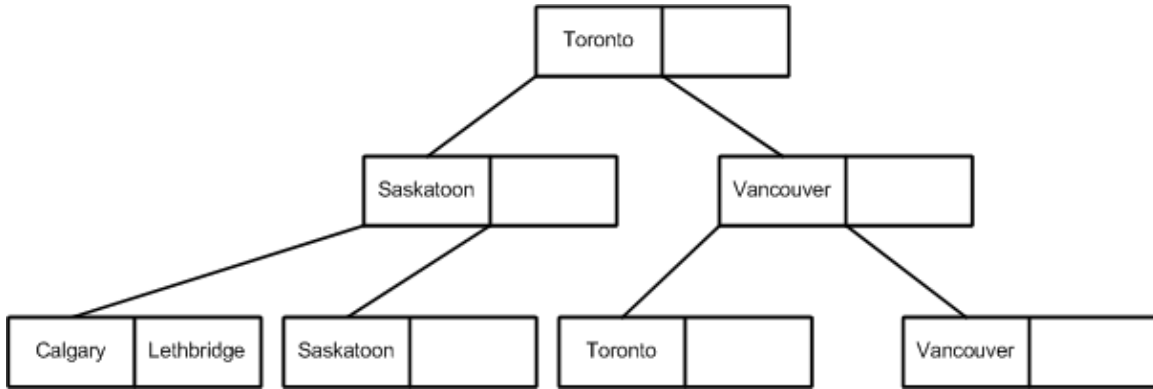 Toronto
Saskatoon
Vancouver
Calgary
Lethbridge
Saskatoon
Toronto
Vancouver